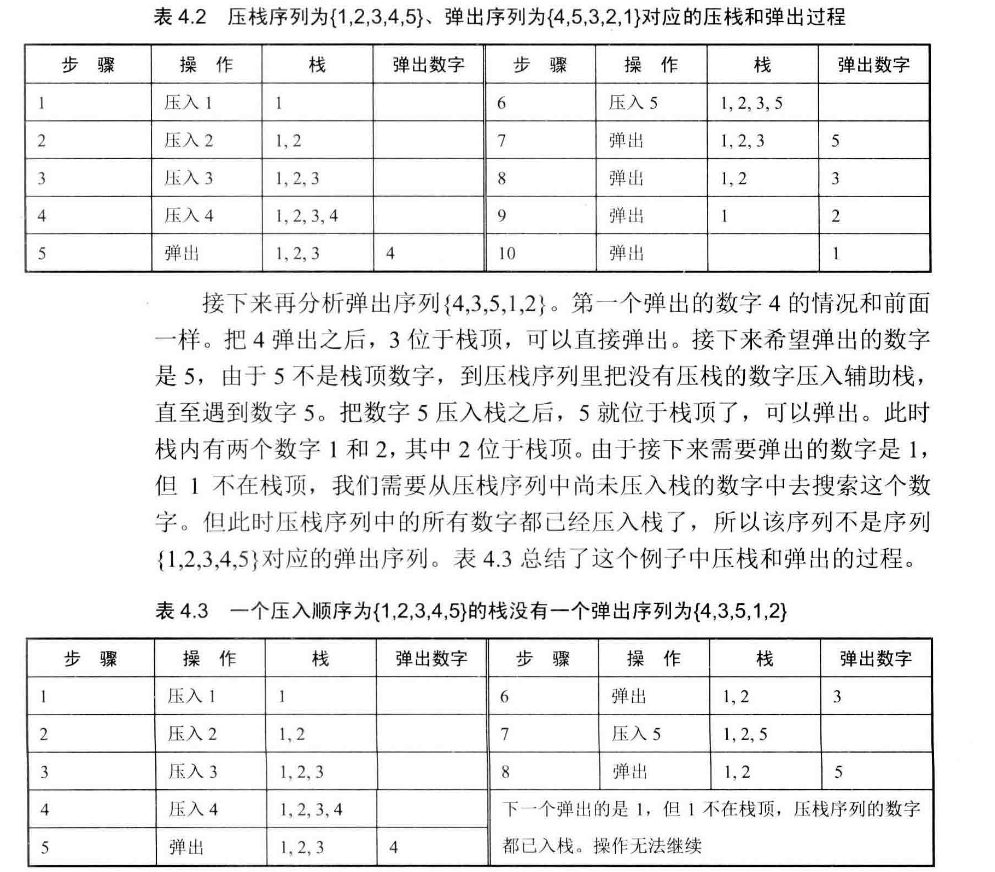 表 4.2 压栈序列为{1,2,3,4,5}、弹出序列为{4,5,3,2,1}对应的压栈和弹出过程
步 骤 操 作 栈 弹出数字 步 骤 操 作 栈 弹出数字
1 压入 1 1 6 压入 5 1, 2, 3, 5
2 压入 2 1, 2 7 弹出 1, 2, 3 5
3 压入 3 1, 2, 3 8 弹出 1, 2 3
4 压入 4 1, 2, 3, 4 9 弹出 1 2
5 弹出 1, 2, 3 4 10 弹出 1
接下来再分析弹出序列{4,3,5,1,2}。第一个弹出的数字 4 的情况和前面
一样。把 4 弹出之后，3 位于栈顶，可以直接弹出。接下来希望弹出的数字
是 5，由于 5 不是栈顶数字，到压栈序列里把没有压栈的数字压入辅助栈，
直至遇到数字 5。把数字 5 压入栈之后，5 就位于栈顶了，可以弹出。此时
栈内有两个数字 1 和 2，其中 2 位于栈顶。由于接下来需要弹出的数字是 1，
但 1 不在栈顶，我们需要从压栈序列中尚未压入栈的数字中去搜索这个数
字。但此时压栈序列中的所有数字都已经压入栈了，所以该序列不是序列
{1,2,3,4,5}对应的弹出序列。表 4.3 总结了这个例子中压栈和弹出的过程。
表 4.3 一个压入顺序为{1,2,3,4,5}的栈没有一个弹出序列为{4,3,5,1,2}
步 骤 操 作 栈 弹出数字 步 骤 操 作 栈 弹出数字
1 压入 1 1 6 弹出 1, 2 3
2 压入 2 1, 2 7 压入 5 1, 2, 5
3 压入 3 1, 2, 3 8 弹出 1, 2 5
4 压入 4 1, 2, 3, 4 下一个弹出的是 1，但 1 不在栈顶，压栈序列的数字
5 弹出 1, 2, 3 4 都已入栈。操作无法继续